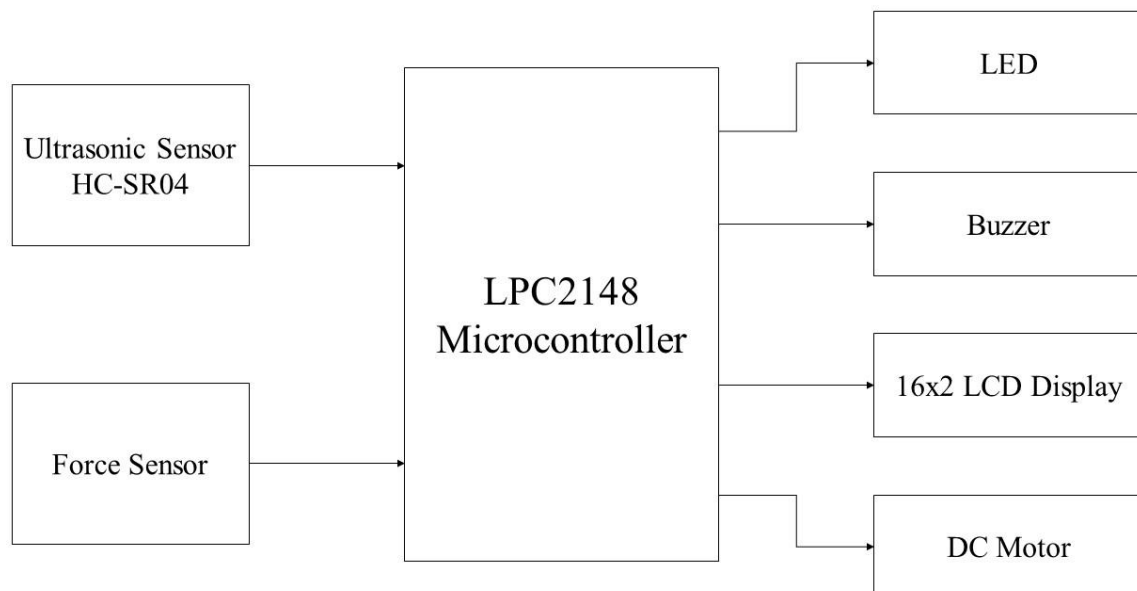 Ultrasonic Sensor
HC-SR04
Force Sensor
LPC2148
Microcontroller
LED
Buzzer
16x2 LCD Display
DC Motor